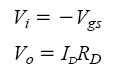 V_i = −V_gs
V_o = I_D R_D